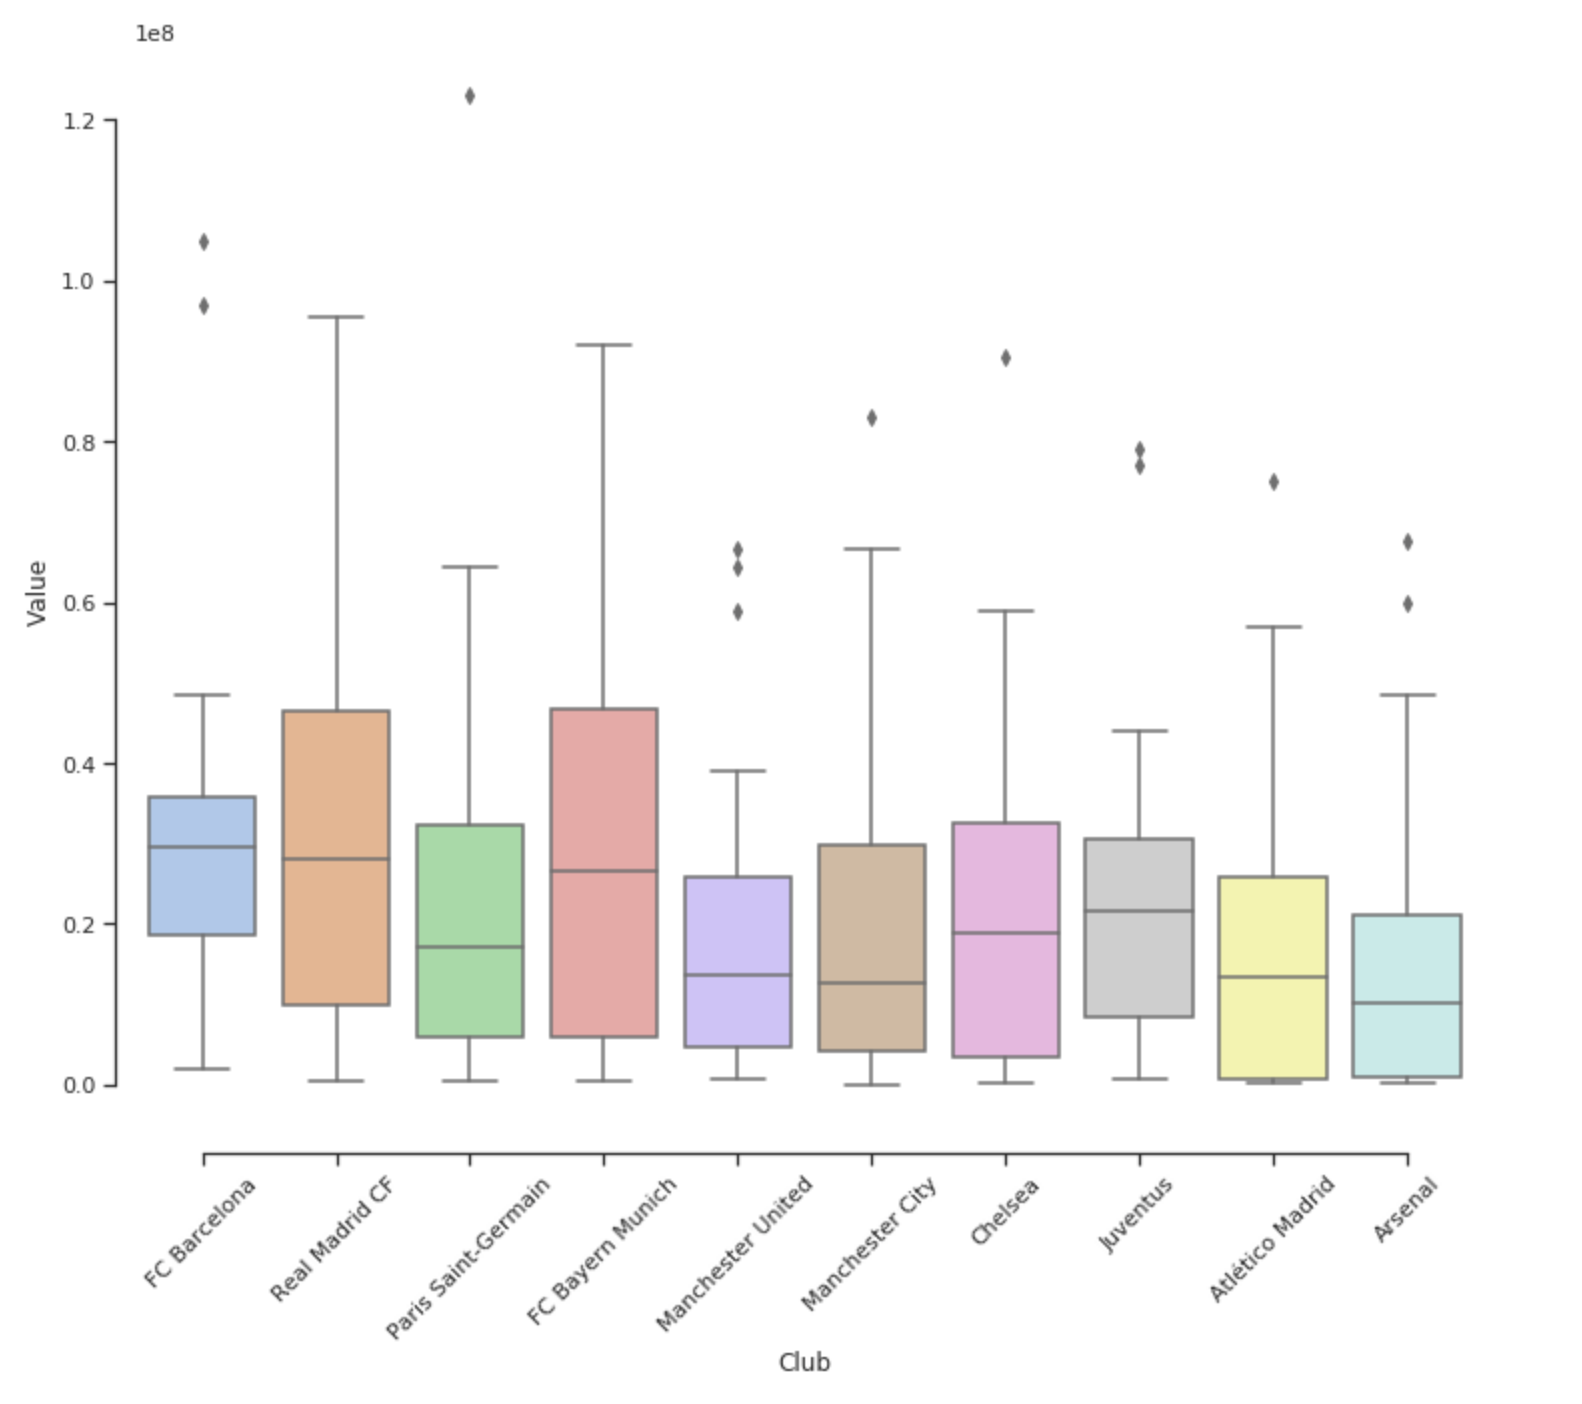 1e8
1.2
1.0
0.8
0.6
0.4
0.2
0.0
Value
FC Barcelona
Real Madrid CF
Paris Saint-Germain
FC Bayern Munich
Manchester United
Manchester City
Chelsea
Juventus
Atlético Madrid
Arsenal
Club